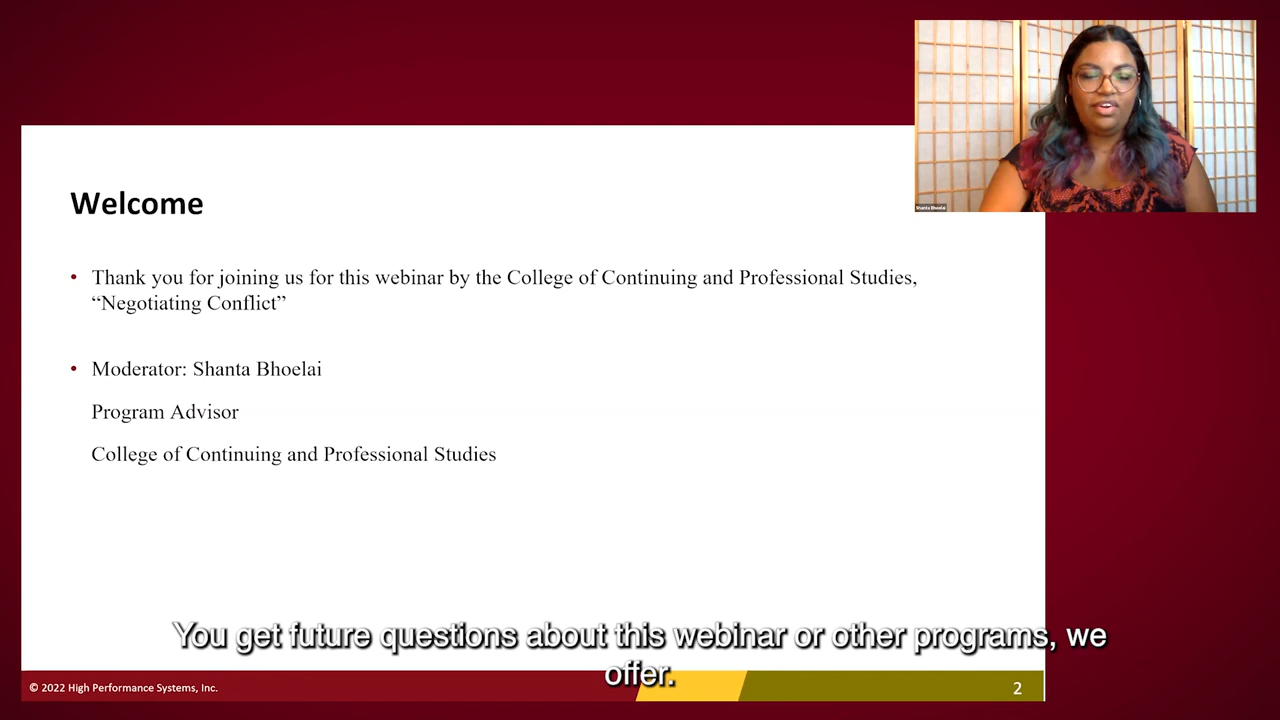 Shanta Bhoelai
Welcome
• Thank you for joining us for this webinar by the College of Continuing and Professional Studies,
“Negotiating Conflict”
• Moderator: Shanta Bhoelai
Program Advisor
College of Continuing and Professional Studies
You get future questions about this webinar or other programs, we
offer.
© 2022 High Performance Systems, Inc.
2